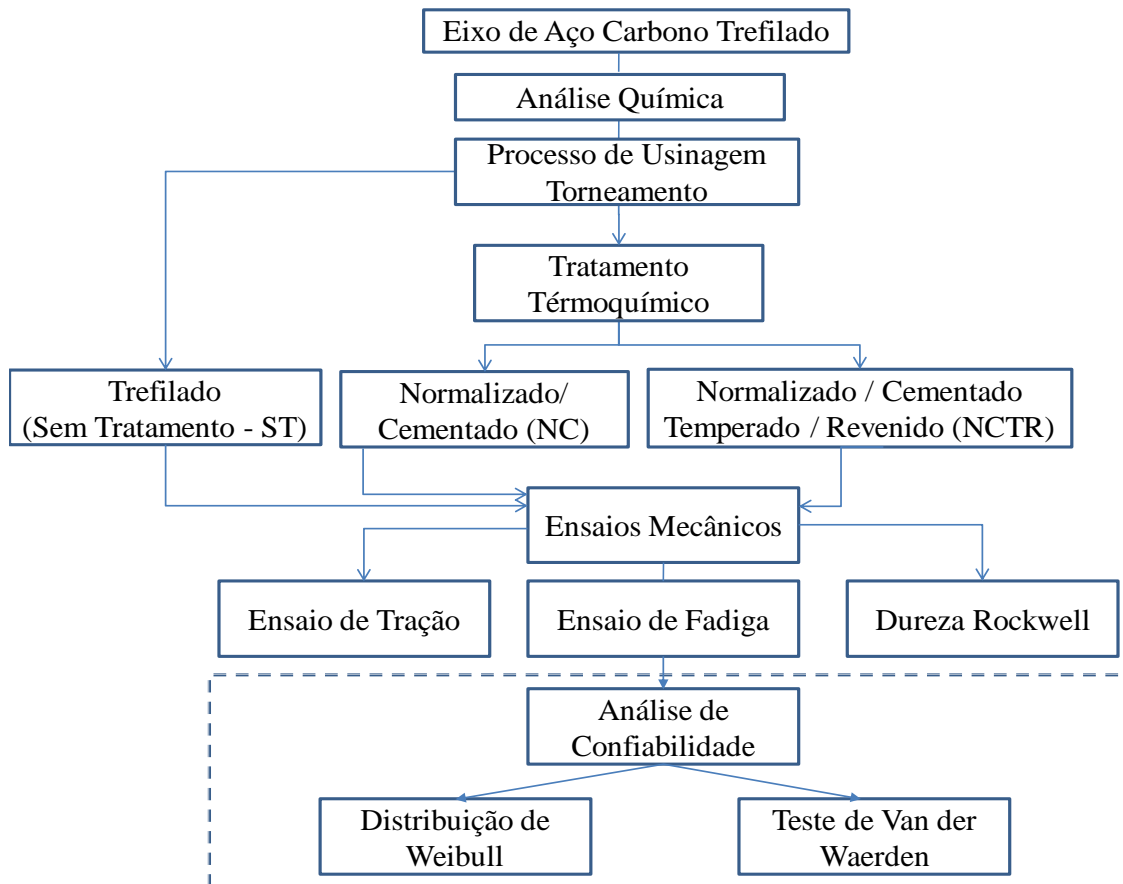 Eixo de Aço Carbono Trefilado
Análise Química
Processo de Usinagem
Torneamento
Tratamento
Térmoquímico
Trefilado
(Sem Tratamento - ST)
Normalizado/
Cementado (NC)
Normalizado / Cementado
Temperado / Revenido (NCTR)
Ensaios Mecânicos
Ensaio de Tração
Ensaio de Fadiga
Dureza Rockwell
Análise de
Confiabilidade
Distribuição de
Weibull
Teste de Van der
Waerden